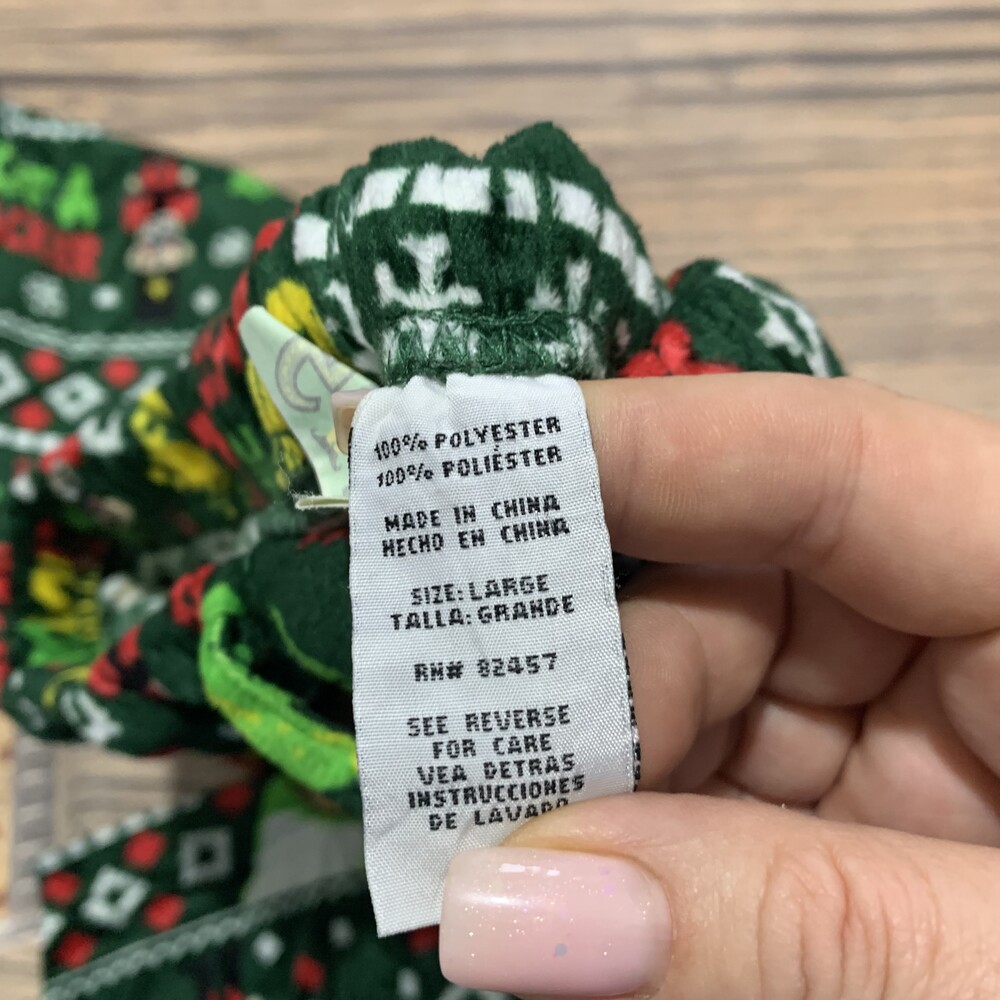 100% POLYESTER
100% POLIÉSTER
MADE IN CHINA
HECHO EN CHINA
SIZE: LARGE
TALLA: GRANDE
RN# 82457
SEE REVERSE
FOR CARE
VEA DETRAS
INSTRUCCIONES
DE LAVADO